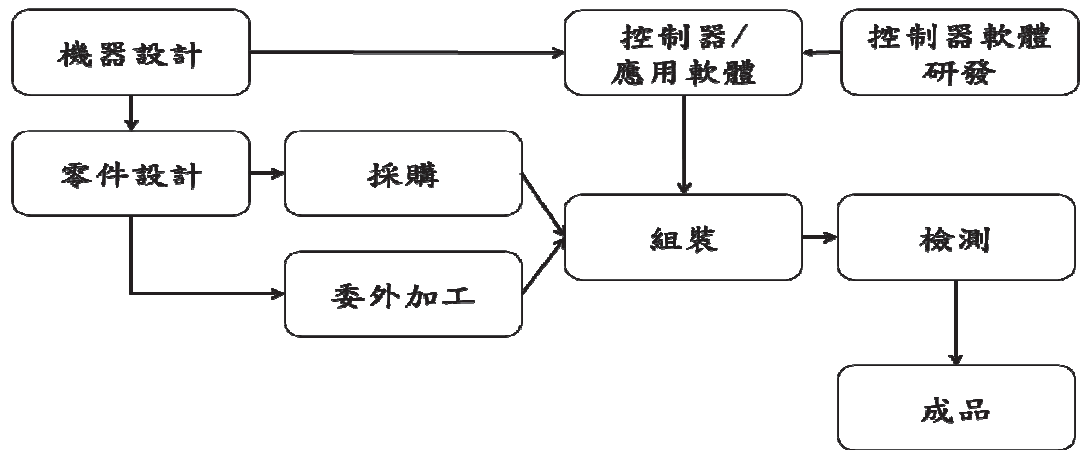 機器設計
控制器/
應用軟體
控制器軟體
研發
零件設計
採購
委外加工
組裝
檢測
成品